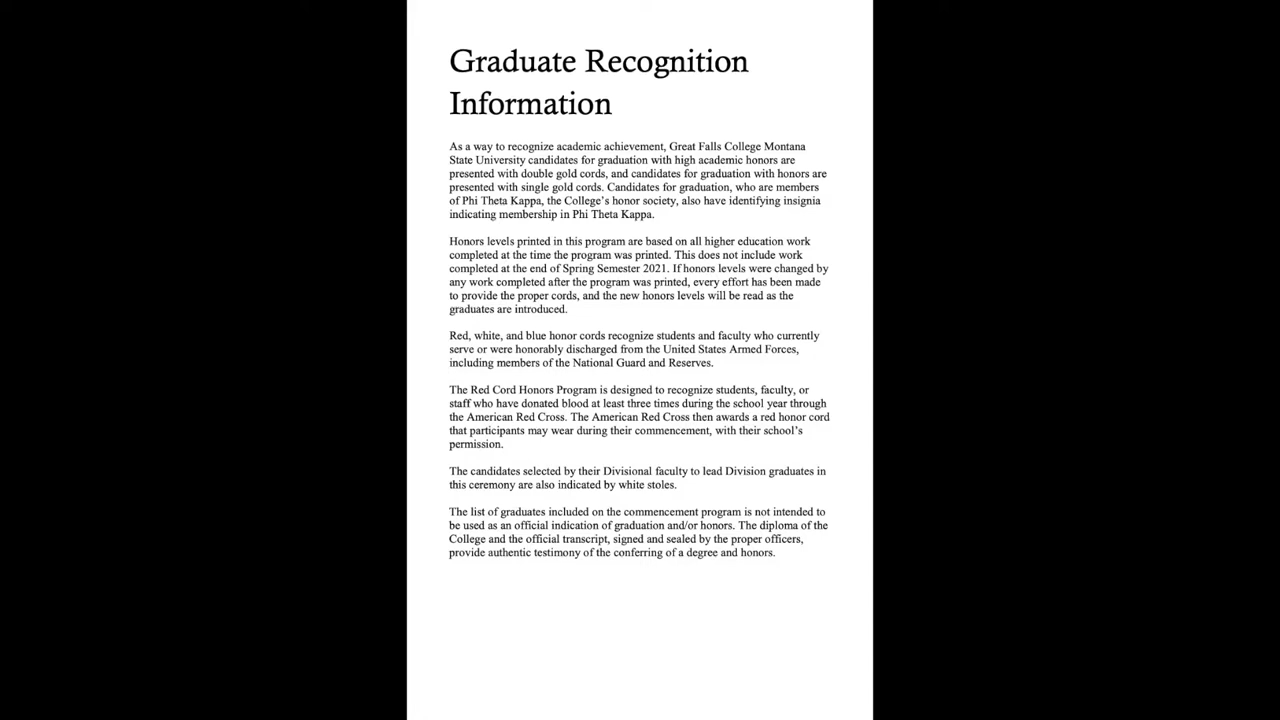 Graduate Recognition
Information
As a way to recognize academic achievement, Great Falls College Montana
State University candidates for graduation with high academic honors are
presented with double gold cords, and candidates for graduation with honors are
presented with single gold cords. Candidates for graduation, who are members
of Phi Theta Kappa, the College’s honor society, also have identifying insignia
indicating membership in Phi Theta Kappa.
Honors levels printed in this program are based on all higher education work
completed at the time the program was printed. This does not include work
completed at the end of Spring Semester 2021. If honors levels were changed by
any work completed after the program was printed, every effort has been made
to provide the proper cords, and the new honors levels will be read as the
graduates are introduced.
Red, white, and blue honor cords recognize students and faculty who currently
serve or were honorably discharged from the United States Armed Forces,
including members of the National Guard and Reserves.
The Red Cord Honors Program is designed to recognize students, faculty, or
staff who have donated blood at least three times during the school year through
the American Red Cross. The American Red Cross then awards a red honor cord
that participants may wear during their commencement, with their school’s
permission.
The candidates selected by their Divisional faculty to lead Division graduates in
this ceremony are also indicated by white stoles.
The list of graduates included on the commencement program is not intended to
be used as an official indication of graduation and/or honors. The diploma of the
College and the official transcript, signed and sealed by the proper officers,
provide authentic testimony of the conferring of a degree and honors.